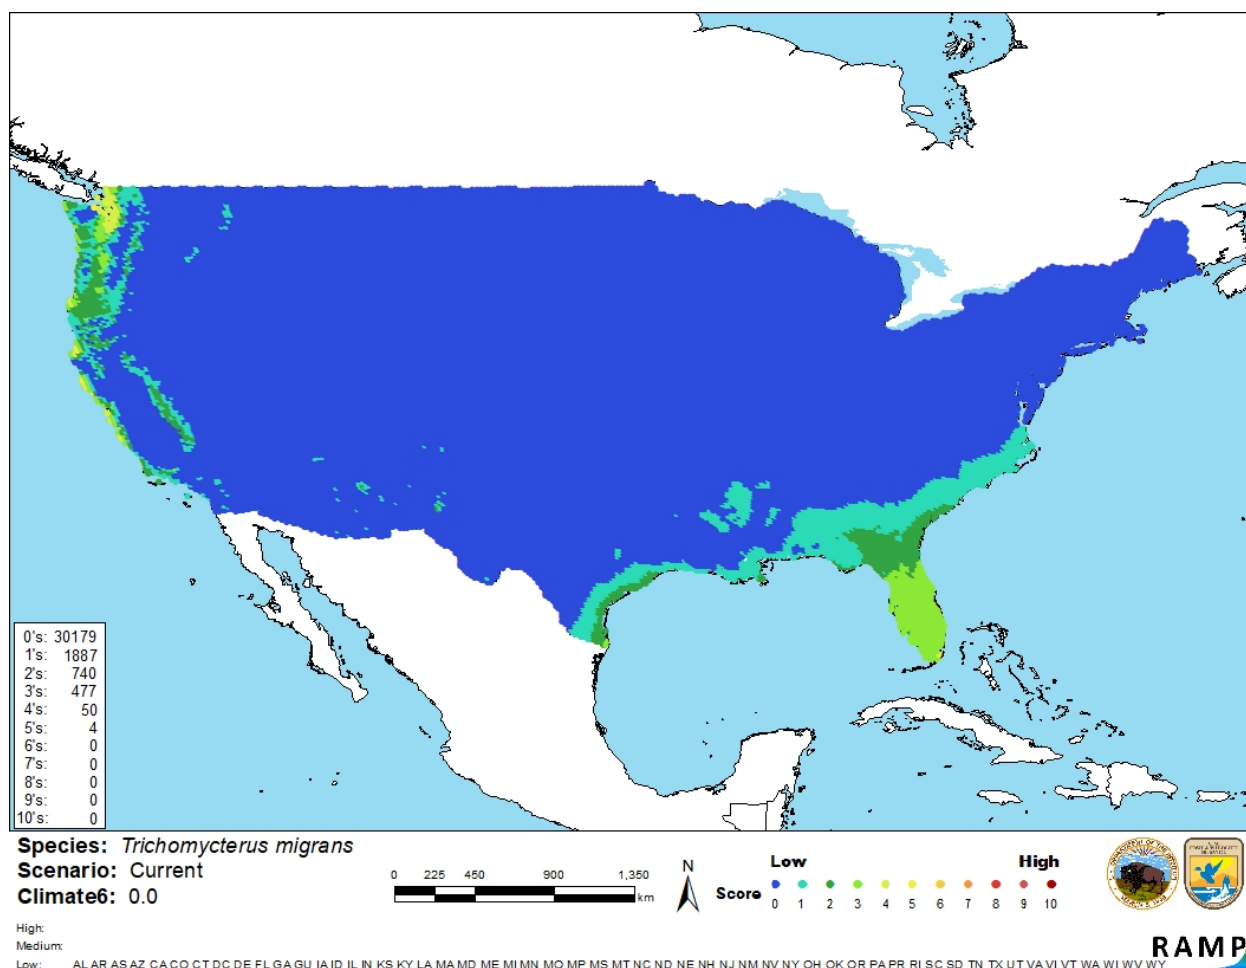 0's: 30179
1's: 1887
2's: 740
3's: 477
4's: 50
5's: 4
6's: 0
7's: 0
8's: 0
9's: 0
10's: 0
Species: Trichomycterus migrans
Scenario: Current
Climate6: 0.0
0 225 450 900 1,350
km
N
Low High
Score
0 1 2 3 4 5 6 7 8 9 10
High:
Medium:
Low: AL AR AS AZ CA CO CT DC DE FL GA GU IA ID IL IN KS KY LA MA MD ME MI MN MO MP MS MT NC ND NE NH NJ NM NV NY OH OK OR PA PR RI SC SD TN TX UT VA VI VT WA WI WV WY
RAMP